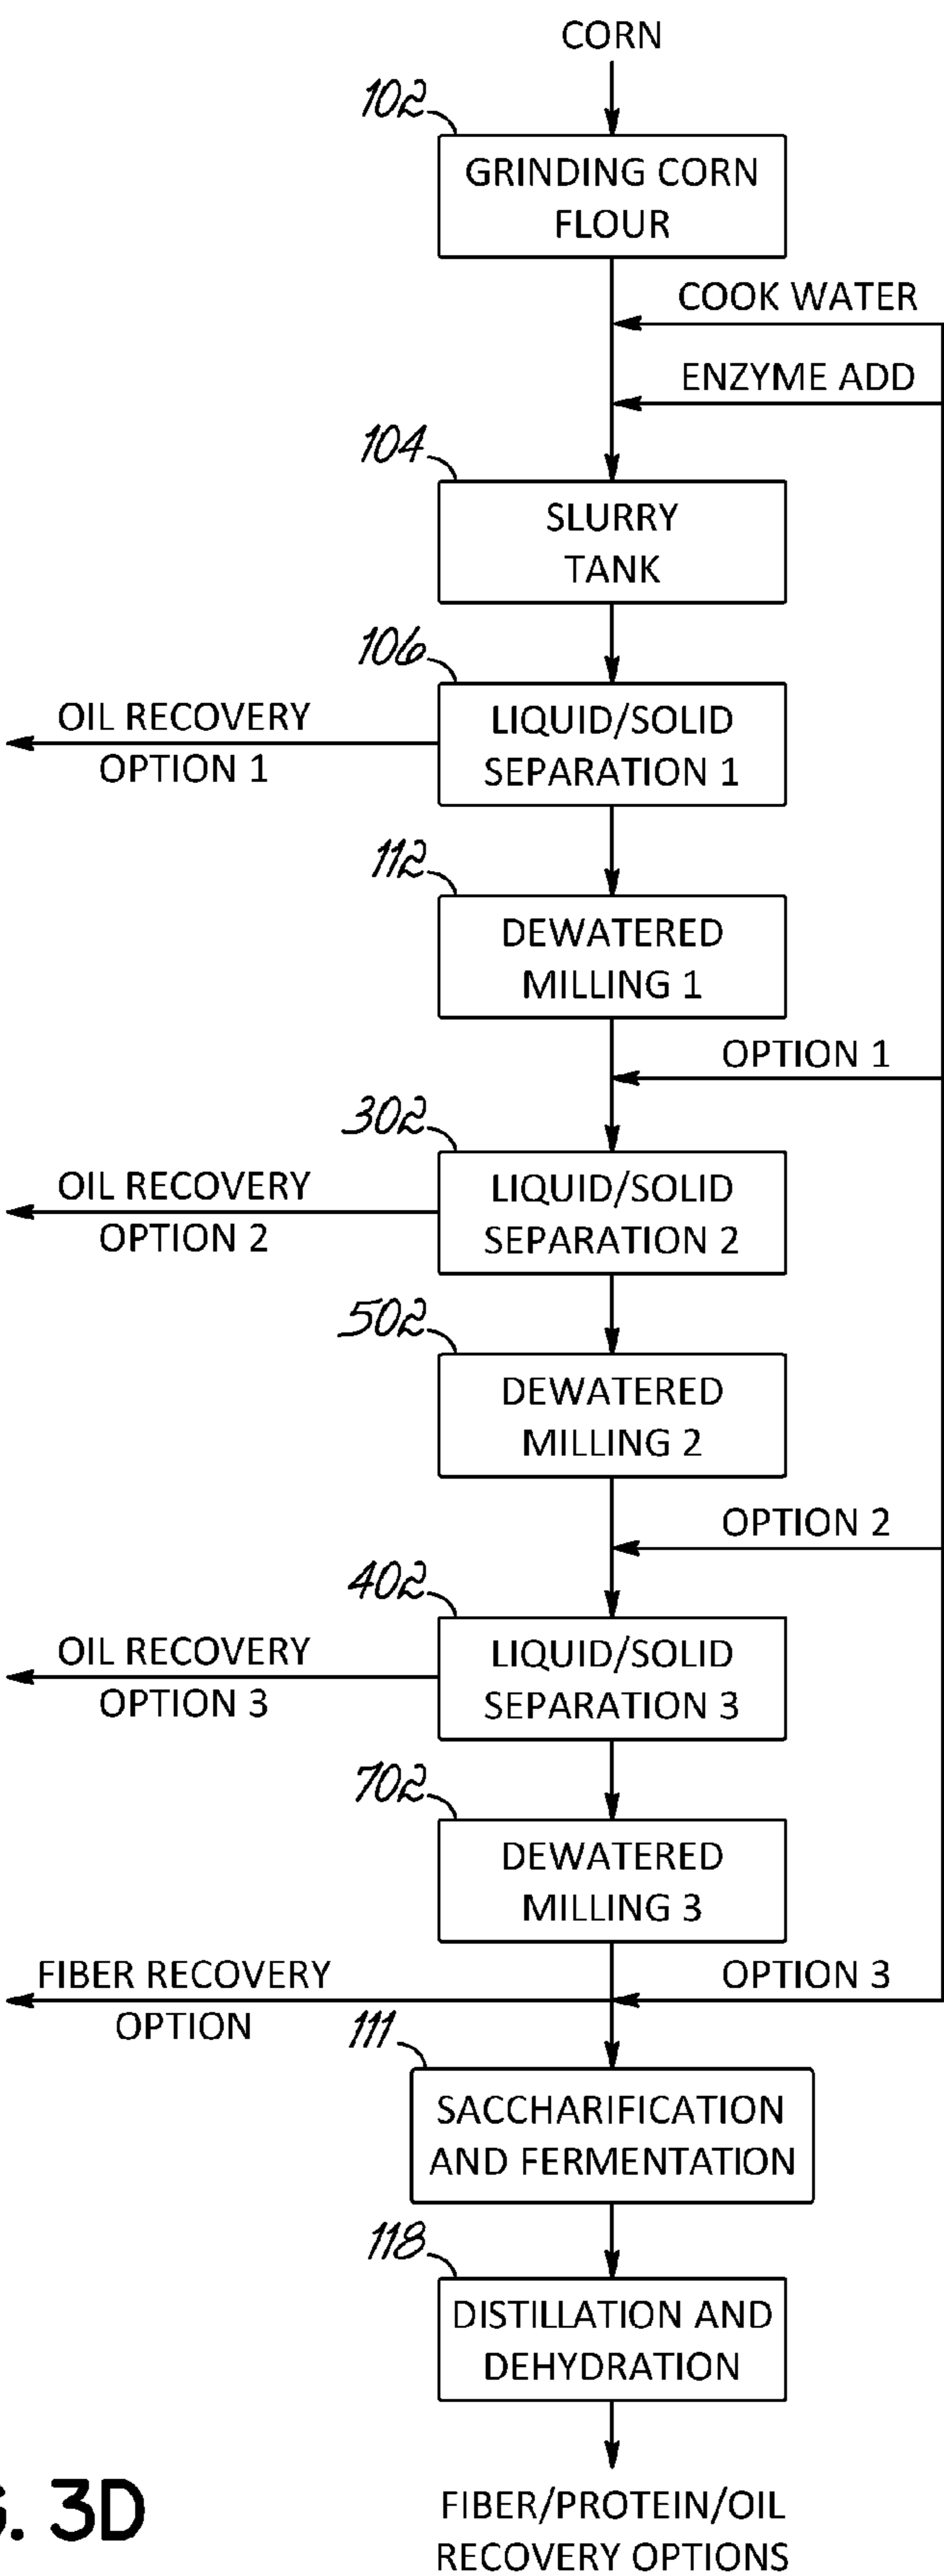 CORN
102
GRINDING CORN
FLOUR
COOK WATER
ENZYME ADD
104
SLURRY
TANK
106
OIL RECOVERY
OPTION 1
LIQUID/SOLID
SEPARATION 1
112
DEWATERED
MILLING 1
OPTION 1
302
OIL RECOVERY
OPTION 2
LIQUID/SOLID
SEPARATION 2
502
DEWATERED
MILLING 2
OPTION 2
402
OIL RECOVERY
OPTION 3
LIQUID/SOLID
SEPARATION 3
702
DEWATERED
MILLING 3
FIBER RECOVERY
OPTION
OPTION 3
111
SACCHARIFICATION
AND FERMENTATION
118
DISTILLATION AND
DEHYDRATION
G. 3D
FIBER/PROTEIN/OIL
RECOVERY OPTIONS